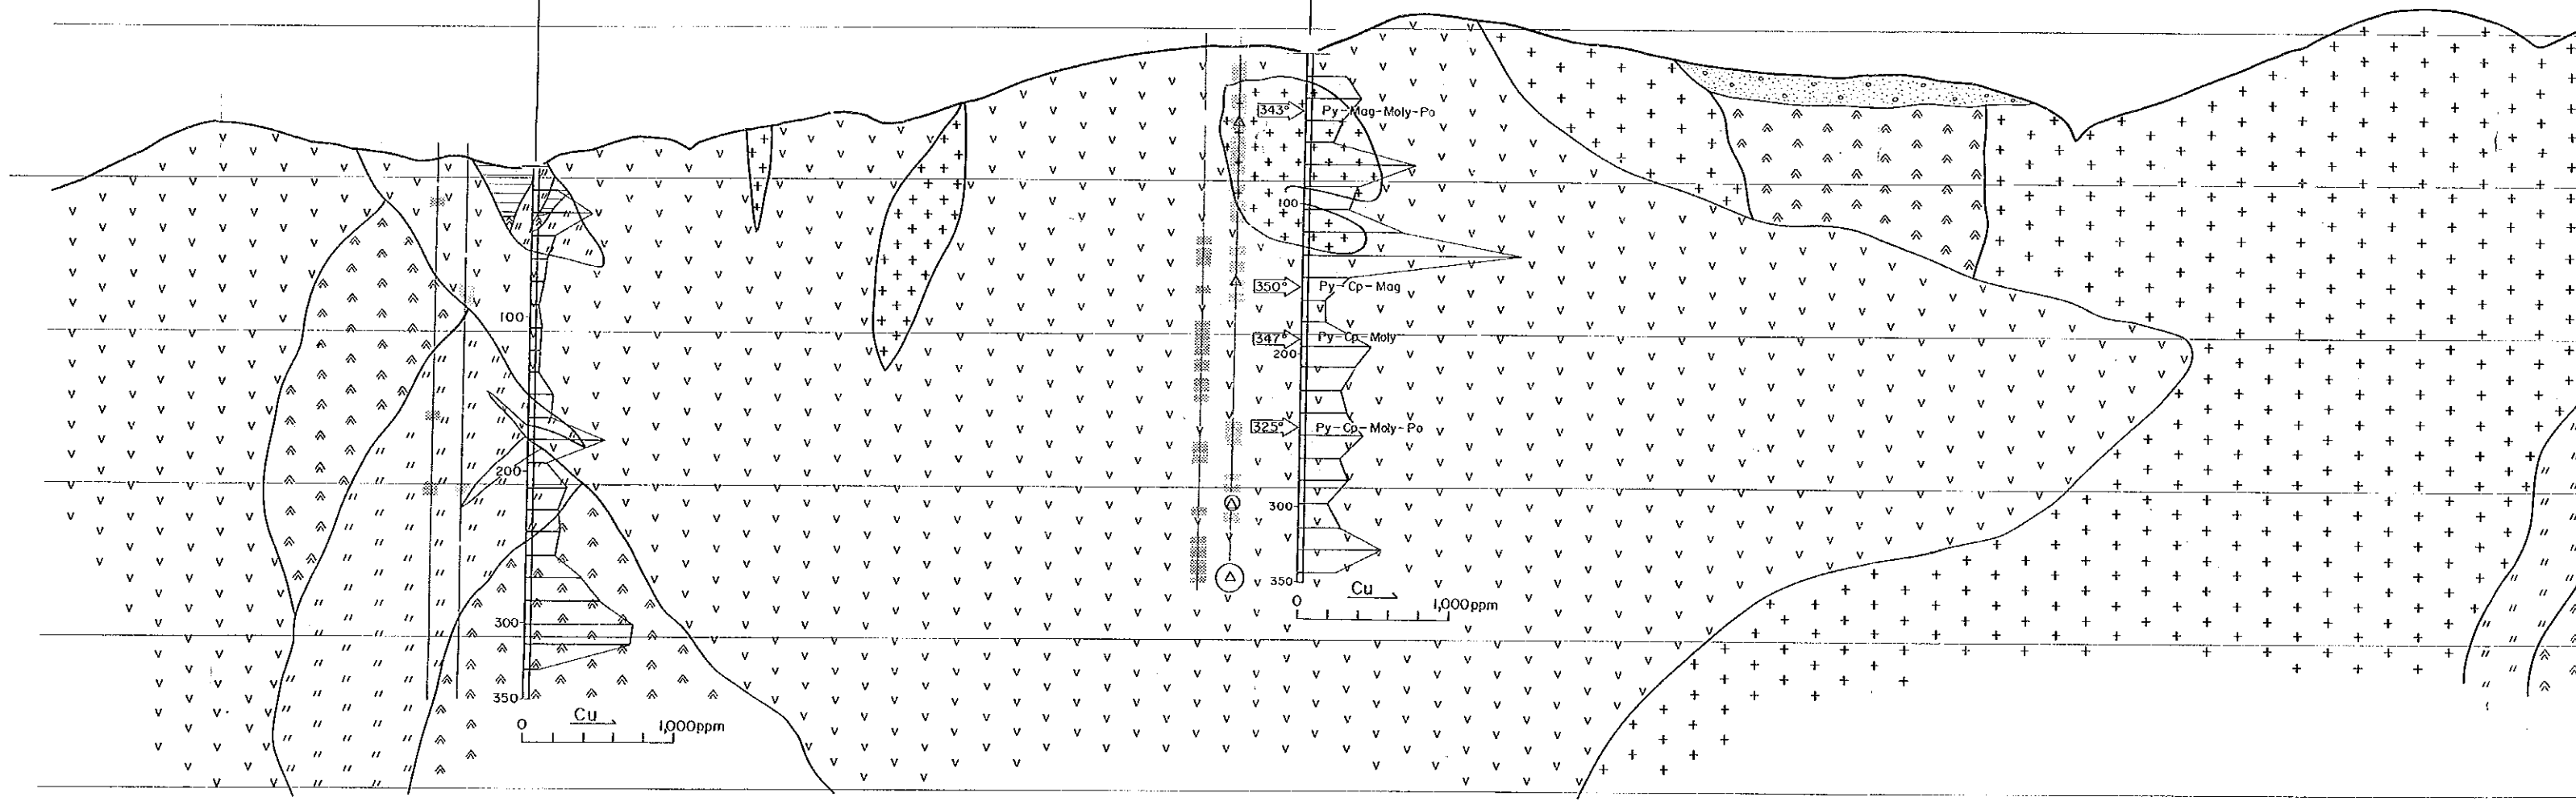 343° Py-Mag-Moly-Po
100
350° Py-Cp-Mag
100
347° Py-Cp-Moly
200
325° Py-Cp-Moly-Po
200
300
350
Cu
0 1,000ppm
300
350
Cu
0 1,000ppm